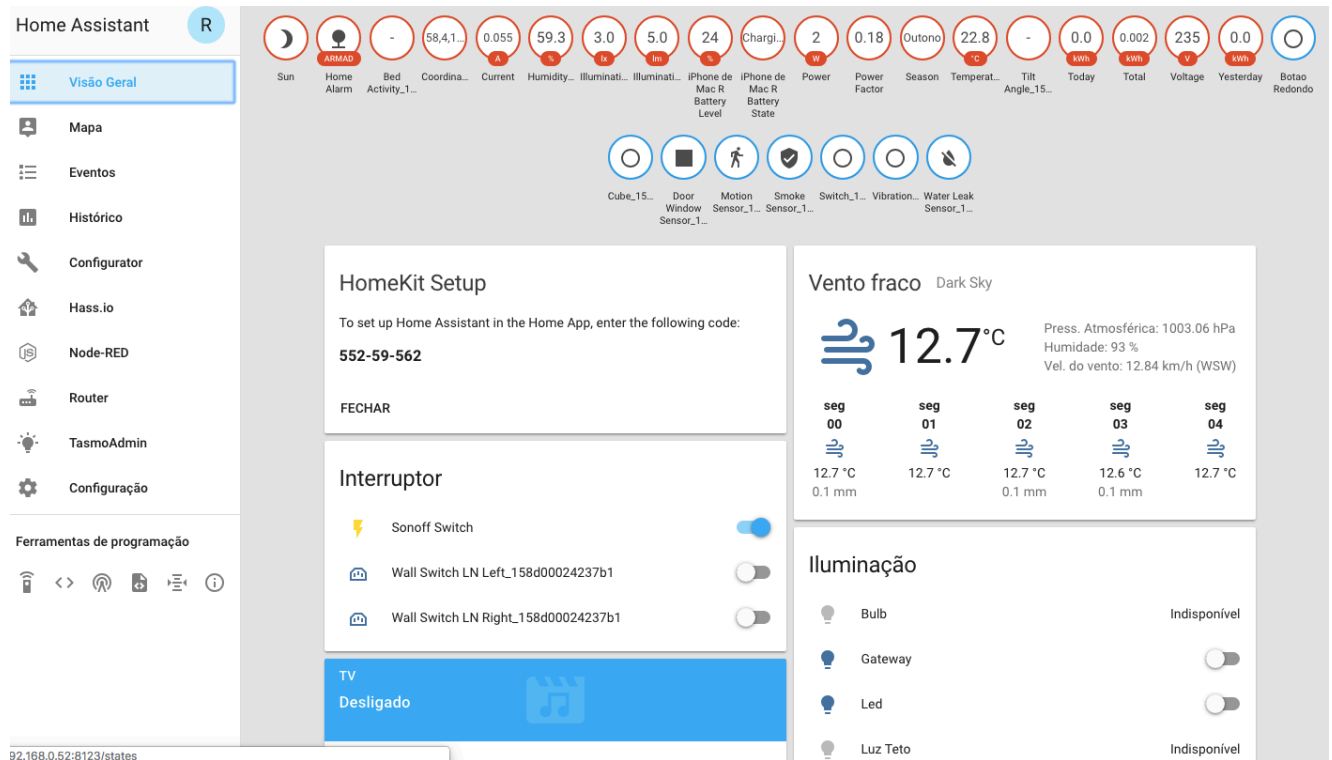 Home Assistant
R
Visão Geral
Mapa
Eventos
Histórico
Configurator
Hass.io
Node-RED
Router
TasmoAdmin
Configuração
Ferramentas de programação
92.168.0.52:8123/states
Sun
ARMAD
Home
Alarm
-
Bed
Activity_1...
58,4,1...
Coordina...
0.055
A
Current
59.3
%
Humidity_...
3.0
lx
Illuminati...
5.0
lm
Illuminati...
24
%
iPhone de
Mac R
Battery
Level
Chargi...
iPhone de
Mac R
Battery
State
2
W
Power
0.18
Power
Factor
Outono
Season
22.8
°C
Temperat...
-
Tilt
Angle_15...
0.0
kWh
Today
0.002
kWh
Total
235
V
Voltage
0.0
kWh
Yesterday
Botao
Redondo
Cube_15...
Door
Window
Sensor_1...
Motion
Sensor_1...
Smoke
Sensor_1...
Switch_1...
Vibration...
Water Leak
Sensor_1...
HomeKit Setup
To set up Home Assistant in the Home App, enter the following code:
552-59-562
FECHAR
Interruptor
Sonoff Switch
Wall Switch LN Left_158d00024237b1
Wall Switch LN Right_158d00024237b1
TV
Desligado
Vento fraco Dark Sky
12.7°C
Press. Atmosférica: 1003.06 hPa
Humidade: 93 %
Vel. do vento: 12.84 km/h (WSW)
seg seg seg seg seg
00 01 02 03 04
12.7 °C 12.7 °C 12.7 °C 12.6 °C 12.7 °C
0.1 mm 0.1 mm 0.1 mm
Iluminação
Bulb Indisponível
Gateway
Led
Luz Teto Indisponível